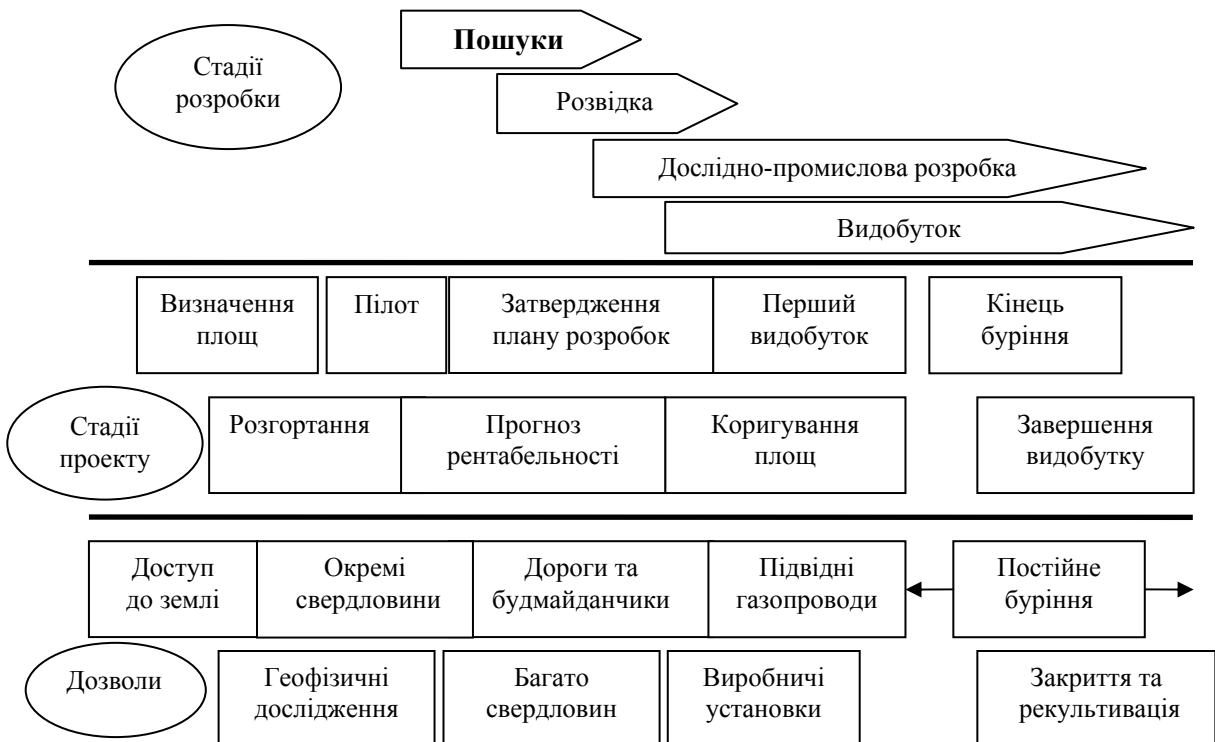 Стадії
розробки
Пошуки
Розвідка
Дослідно-промислова розробка
Видобуток
Визначення
площ
Пілот
Затвердження
плану розробок
Перший
видобуток
Кінець
буріння
Стадії
проекту
Розгортання
Прогноз
рентабельності
Коригування
площ
Завершення
видобутку
Доступ
до землі
Окремі
свердловини
Дороги та
будмайданчики
Підвідні
газопроводи
Постійне
буріння
Дозволи
Геофізичні
дослідження
Багато
свердловин
Виробничі
установки
Закриття та
рекультивація